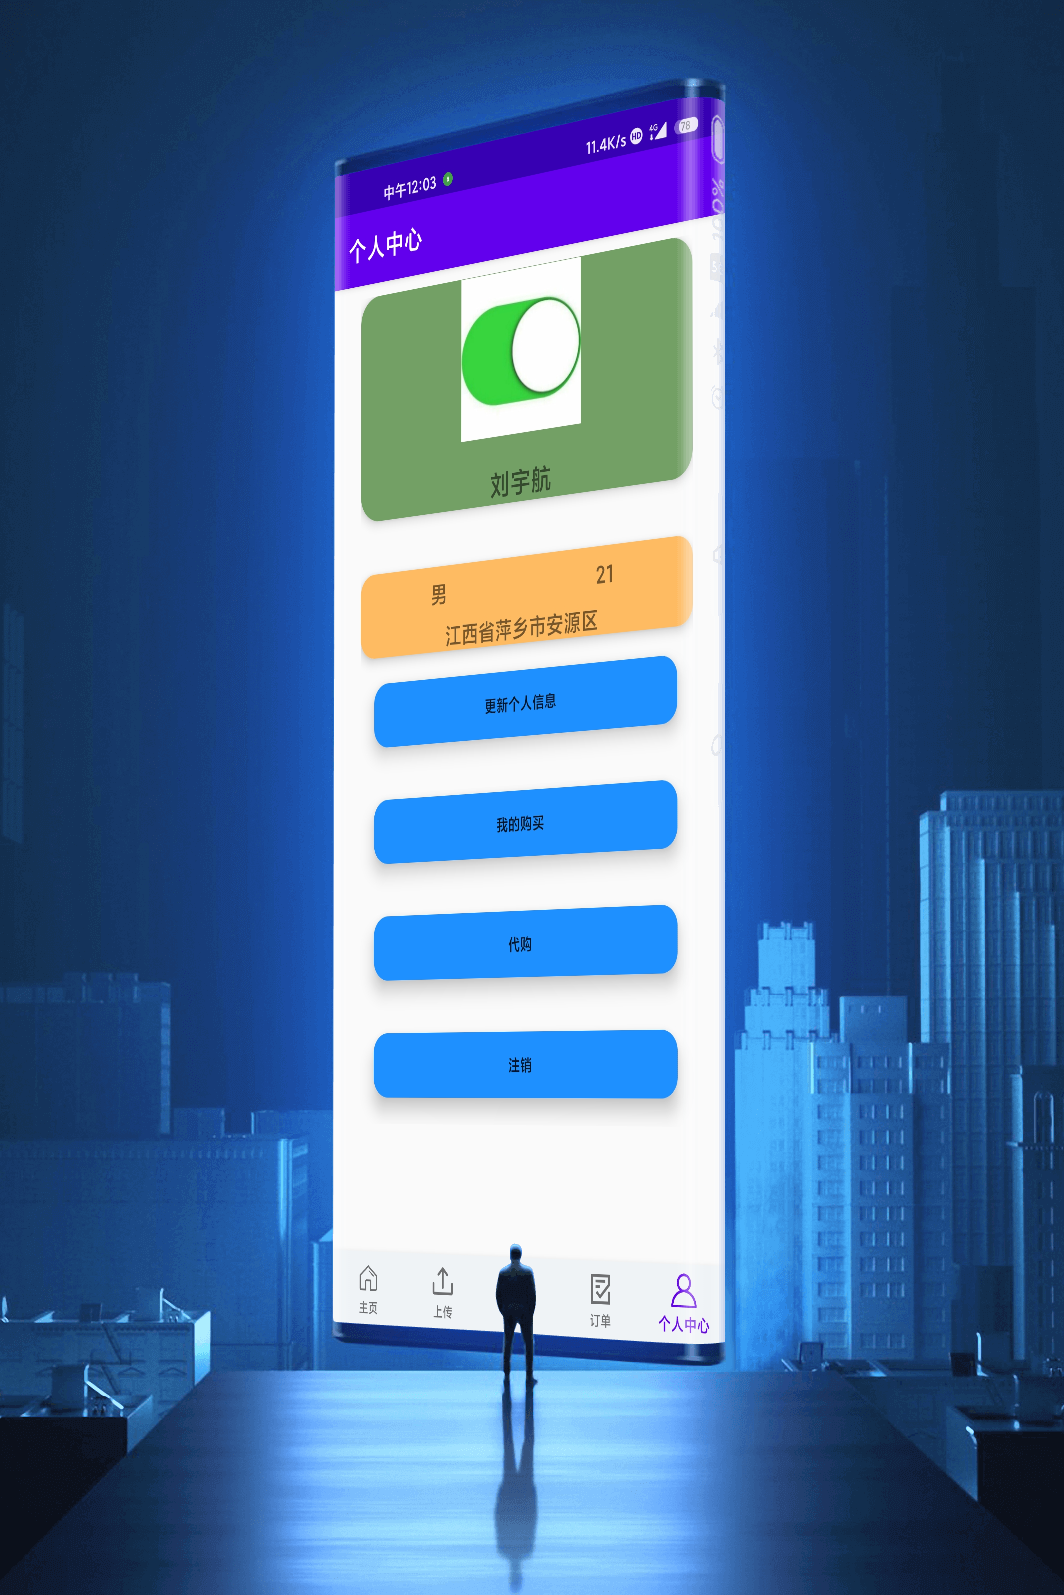 中午12:03
11.4K/s HD 4G 78
个人中心
100%
刘宇航
男 21
江西省萍乡市安源区
更新个人信息
我的购买
代购
注销
主页 上传 订单 个人中心